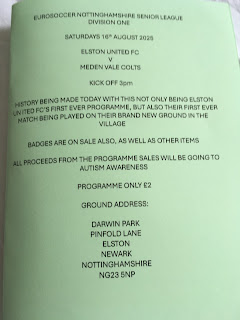 EUROSOCCER NOTTINGHAMSHIRE SENIOR LEAGUE
DIVISION ONE
SATURDAYS 16th AUGUST 2025
ELSTON UNITED FC
V
MEDEN VALE COLTS
KICK OFF 3pm
HISTORY BEING MADE TODAY WITH THIS NOT ONLY BEING ELSTON
UNITED FC'S FIRST EVER PROGRAMME, BUT ALSO THEIR FIRST EVER
MATCH BEING PLAYED ON THEIR BRAND NEW GROUND IN THE
VILLAGE
BADGES ARE ON SALE ALSO, AS WELL AS OTHER ITEMS
ALL PROCEEDS FROM THE PROGRAMME SALES WILL BE GOING TO
AUTISM AWARENESS
PROGRAMME ONLY £2
GROUND ADDRESS:
DARWIN PARK
PINFOLD LANE
ELSTON
NEWARK
NOTTINGHAMSHIRE
NG23 5NP